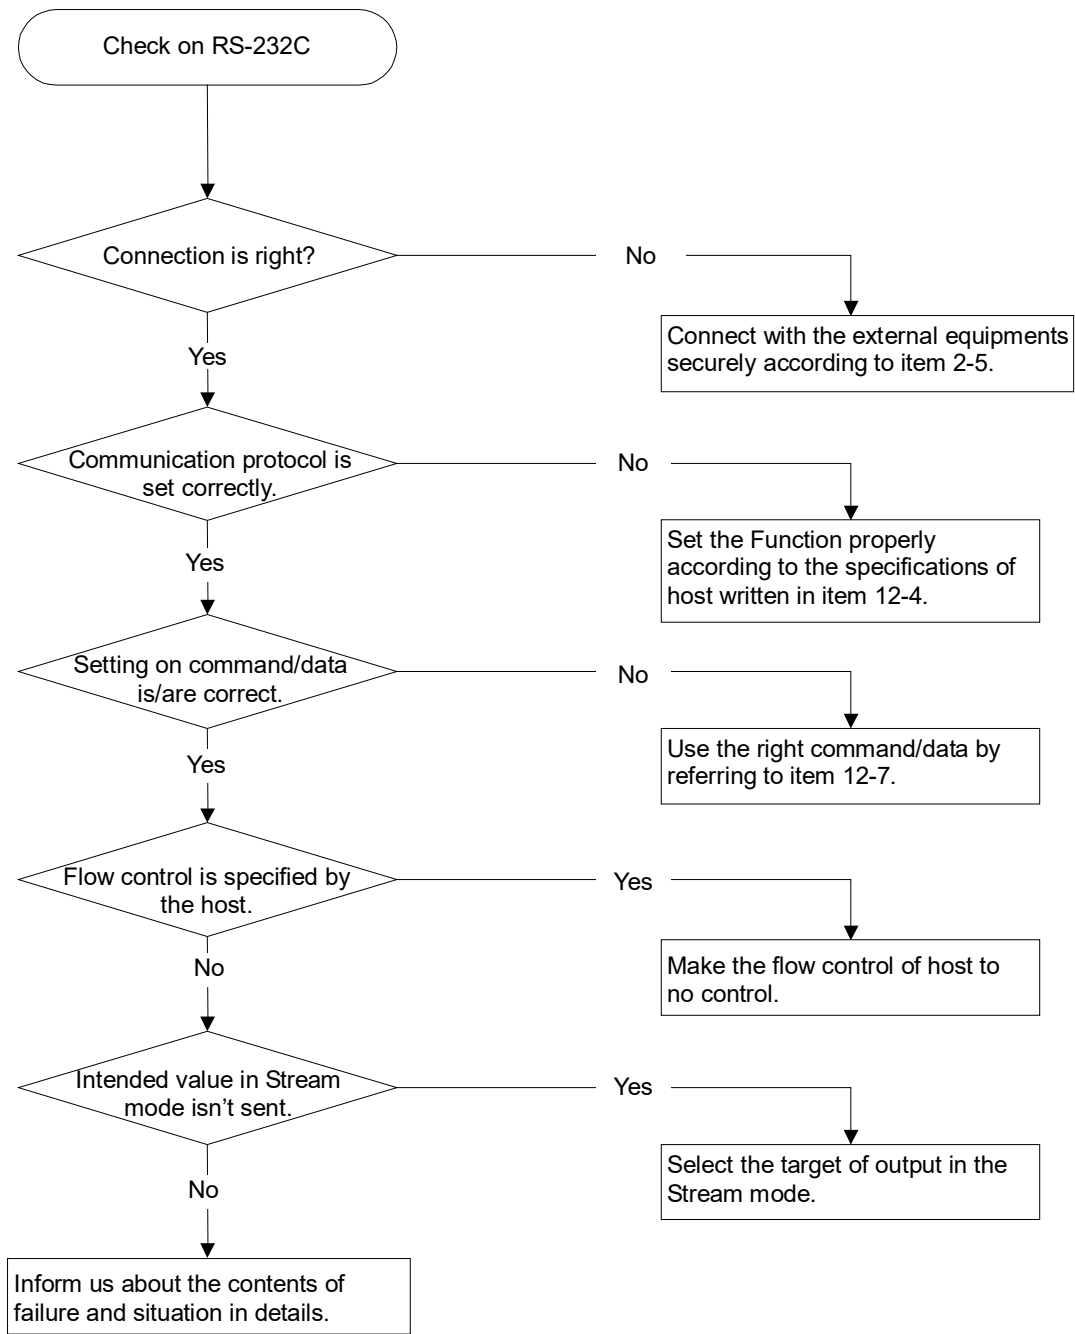 Check on RS-232C
Connection is right?
No
Connect with the external equipments
securely according to item 2-5.
Yes
Communication protocol is
set correctly.
No
Set the Function properly
according to the specifications of
host written in item 12-4.
Yes
Setting on command/data
is/are correct.
No
Use the right command/data by
referring to item 12-7.
Yes
Flow control is specified by
the host.
Yes
Make the flow control of host to
no control.
No
Intended value in Stream
mode isn’t sent.
Yes
Select the target of output in the
Stream mode.
No
Inform us about the contents of
failure and situation in details.